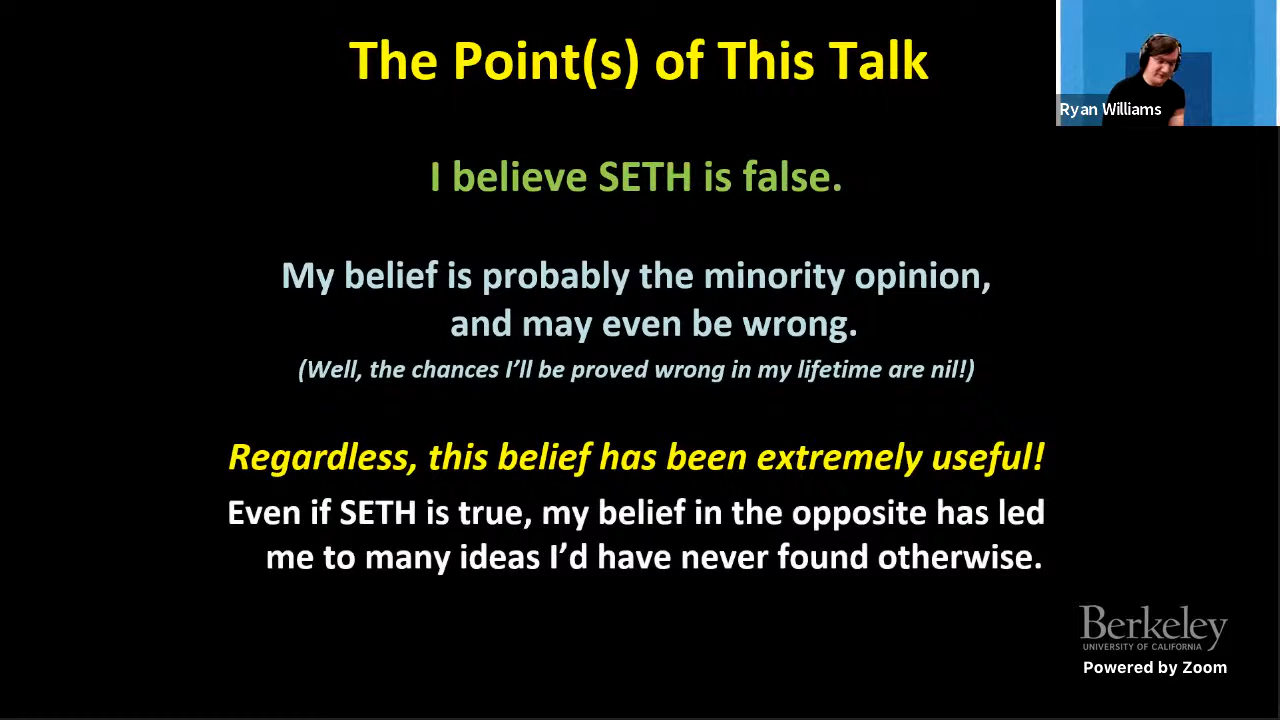 The Point(s) of This Talk
Ryan Williams
I believe SETH is false.
My belief is probably the minority opinion,
and may even be wrong.
(Well, the chances I'll be proved wrong in my lifetime are nil!)
Regardless, this belief has been extremely useful!
Even if SETH is true, my belief in the opposite has led
me to many ideas I'd have never found otherwise.
Berkeley
UNIVERSITY OF CALIFORNIA
Powered by Zoom